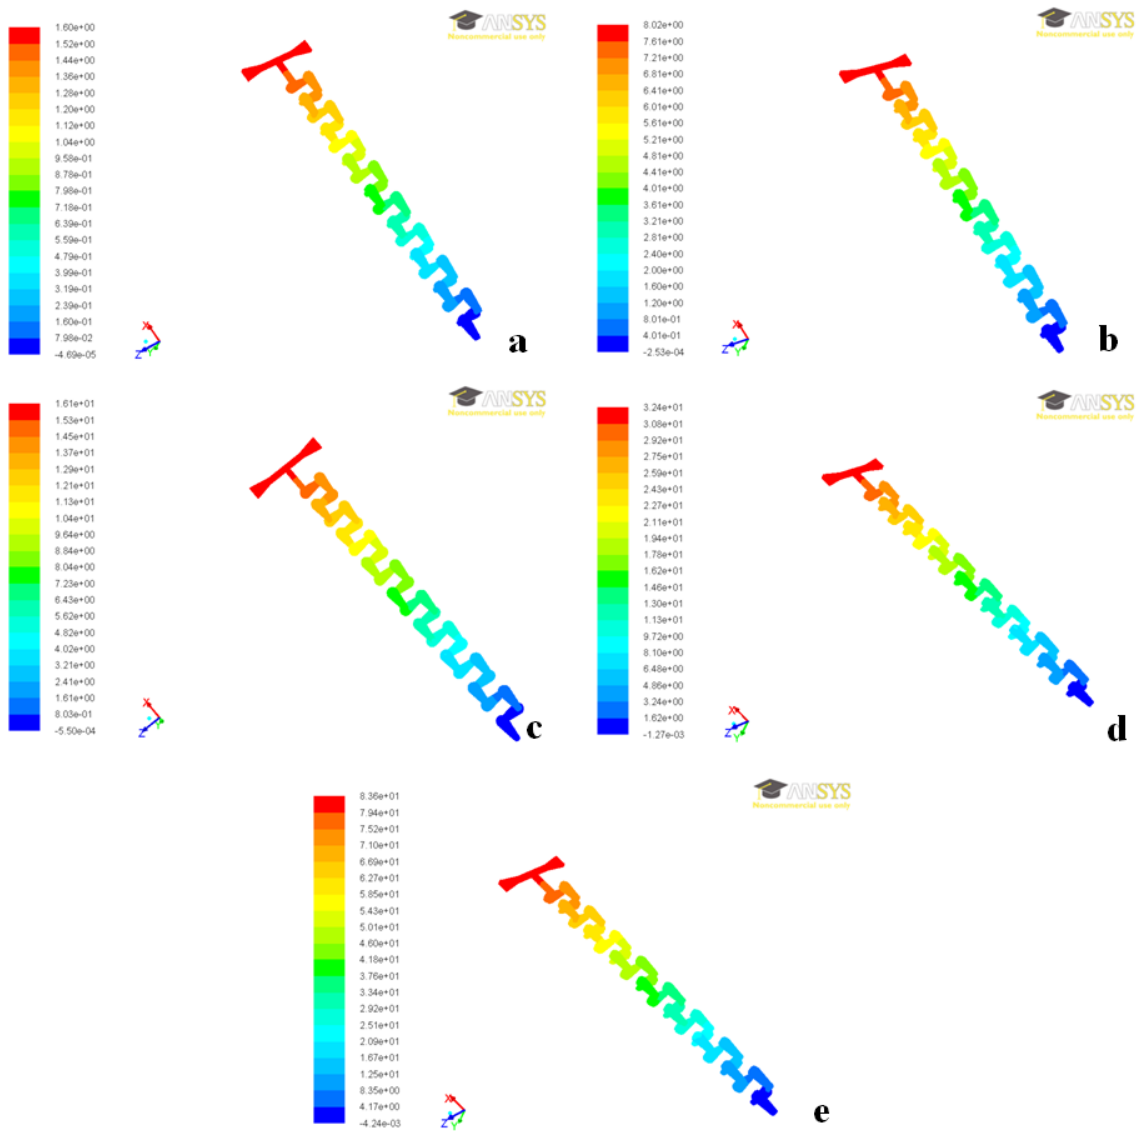 ANSYS
Noncommercial use only
1.60e+00
1.52e+00
1.44e+00
1.36e+00
1.28e+00
1.20e+00
1.12e+00
1.04e+00
9.58e-01
8.78e-01
7.98e-01
7.18e-01
6.39e-01
5.59e-01
4.79e-01
3.99e-01
3.19e-01
2.39e-01
1.60e-01
7.98e-02
-4.69e-05
X
Z
Y
a
ANSYS
Noncommercial use only
8.02e+00
7.61e+00
7.21e+00
6.81e+00
6.41e+00
6.01e+00
5.61e+00
5.21e+00
4.81e+00
4.41e+00
4.01e+00
3.61e+00
3.21e+00
2.81e+00
2.40e+00
2.00e+00
1.60e+00
1.20e+00
8.01e-01
4.01e-01
-2.53e-04
X
Z
Y
b
ANSYS
Noncommercial use only
1.61e+01
1.53e+01
1.45e+01
1.37e+01
1.29e+01
1.21e+01
1.13e+01
1.04e+01
9.64e+00
8.84e+00
8.04e+00
7.23e+00
6.43e+00
5.62e+00
4.82e+00
4.02e+00
3.21e+00
2.41e+00
1.61e+00
8.03e-01
-5.50e-04
X
Z
Y
c
ANSYS
Noncommercial use only
3.24e+01
3.08e+01
2.92e+01
2.75e+01
2.59e+01
2.43e+01
2.27e+01
2.11e+01
1.94e+01
1.78e+01
1.62e+01
1.46e+01
1.30e+01
1.13e+01
9.72e+00
8.10e+00
6.48e+00
4.86e+00
3.24e+00
1.62e+00
-1.27e-03
X
Z
Y
d
ANSYS
Noncommercial use only
8.36e+01
7.94e+01
7.52e+01
7.10e+01
6.69e+01
6.27e+01
5.85e+01
5.43e+01
5.01e+01
4.60e+01
4.18e+01
3.76e+01
3.34e+01
2.92e+01
2.51e+01
2.09e+01
1.67e+01
1.25e+01
8.35e+00
4.17e+00
-4.24e-03
X
Z
Y
e